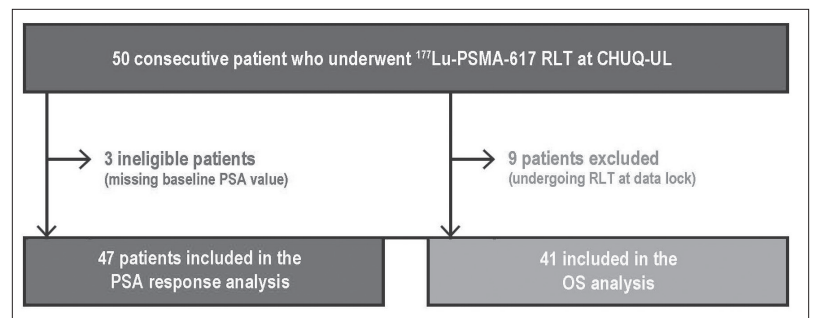 50 consecutive patient who underwent ¹⁷⁷Lu-PSMA-617 RLT at CHUQ-UL
3 ineligible patients
(missing baseline PSA value)
9 patients excluded
(undergoing RLT at data lock)
47 patients included in the
PSA response analysis
41 included in the
OS analysis